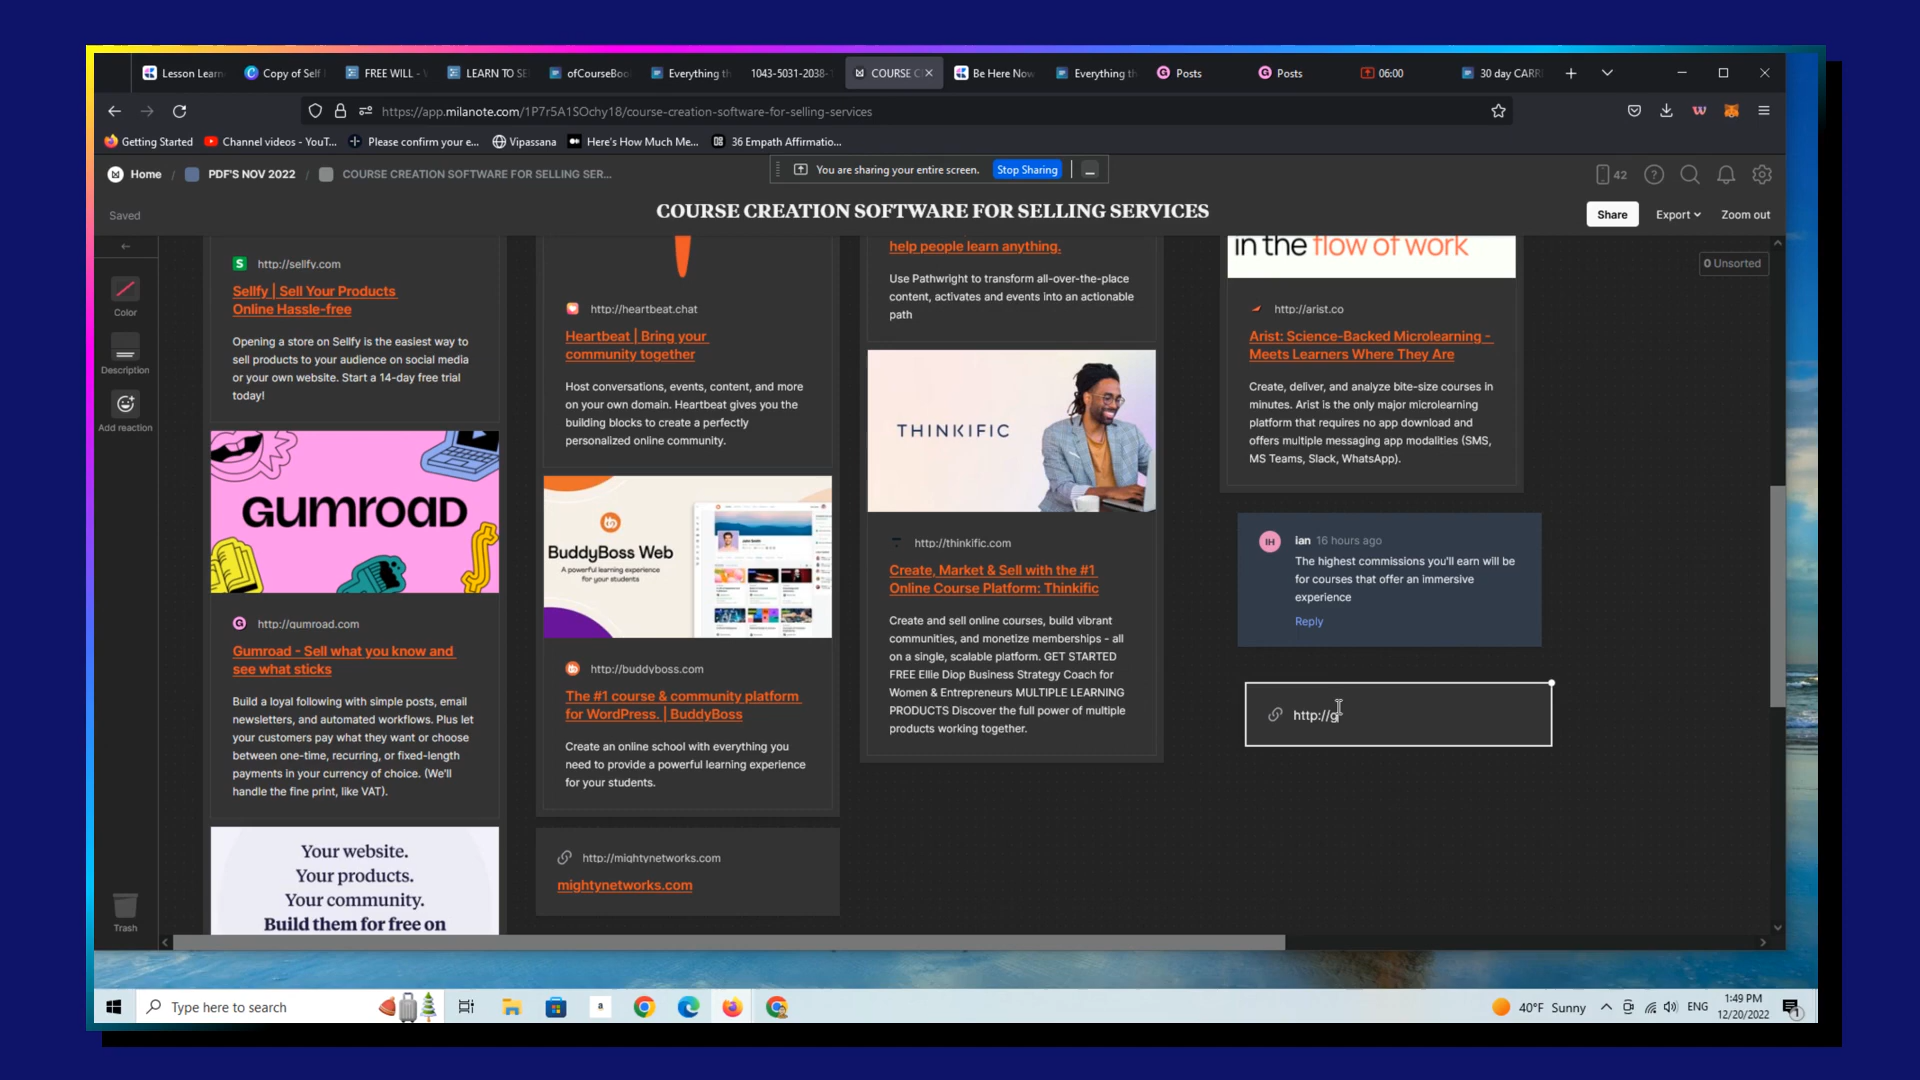 Lesson Learn
Copy of Self
FREE WILL -
LEARN TO SE
ofCourseBoo
Everything th
1043-5031-2038-
COURSE C
Be Here Now
Everything th
Posts
Posts
06:00
30 day CARR
https://app.milanote.com/1P7r5A1SOchy18/course-creation-software-for-selling-services
Getting Started
Channel videos - YouT...
Please confirm your e...
Vipassana
Here's How Much Me...
36 Empath Affirmatio...
Home / PDF'S NOV 2022 / COURSE CREATION SOFTWARE FOR SELLING SER...
You are sharing your entire screen.
Stop Sharing
42
Saved
COURSE CREATION SOFTWARE FOR SELLING SERVICES
Share
Export
Zoom out
0 Unsorted
Color
Description
Add reaction
Trash
http://sellfy.com
Sellfy | Sell Your Products
Online Hassle-free
Opening a store on Sellfy is the easiest way to
sell products to your audience on social media
or your own website. Start a 14-day free trial
today!
GUMROAD
http://gumroad.com
Gumroad - Sell what you know and
see what sticks
Build a loyal following with simple posts, email
newsletters, and automated workflows. Plus let
your customers pay what they want or choose
between one-time, recurring, or fixed-length
payments in your currency of choice. (We'll
handle the fine print, like VAT).
Your website.
Your products.
Your community.
Build them for free on
http://heartbeat.chat
Heartbeat | Bring your
community together
Host conversations, events, content, and more
on your own domain. Heartbeat gives you the
building blocks to create a perfectly
personalized online community.
BuddyBoss Web
A powerful learning experience
for your students
http://buddyboss.com
The #1 course & community platform
for WordPress. | BuddyBoss
Create an online school with everything you
need to provide a powerful learning experience
for your students.
http://mightynetworks.com
mightynetworks.com
help people learn anything.
Use Pathwright to transform all-over-the-place
content, activates and events into an actionable
path
THINKIFIC
http://thinkific.com
Create, Market & Sell with the #1
Online Course Platform: Thinkific
Create and sell online courses, build vibrant
communities, and monetize memberships - all
on a single, scalable platform. GET STARTED
FREE Ellie Diop Business Strategy Coach for
Women & Entrepreneurs MULTIPLE LEARNING
PRODUCTS Discover the full power of multiple
products working together.
in the flow of work
http://arist.co
Arist: Science-Backed Microlearning -
Meets Learners Where They Are
Create, deliver, and analyze bite-size courses in
minutes. Arist is the only major microlearning
platform that requires no app download and
offers multiple messaging app modalities (SMS,
MS Teams, Slack, WhatsApp).
IH
ian 16 hours ago
The highest commissions you'll earn will be
for courses that offer an immersive
experience
Reply
http://g
Type here to search
40°F Sunny
ENG
1:49 PM
12/20/2022
1